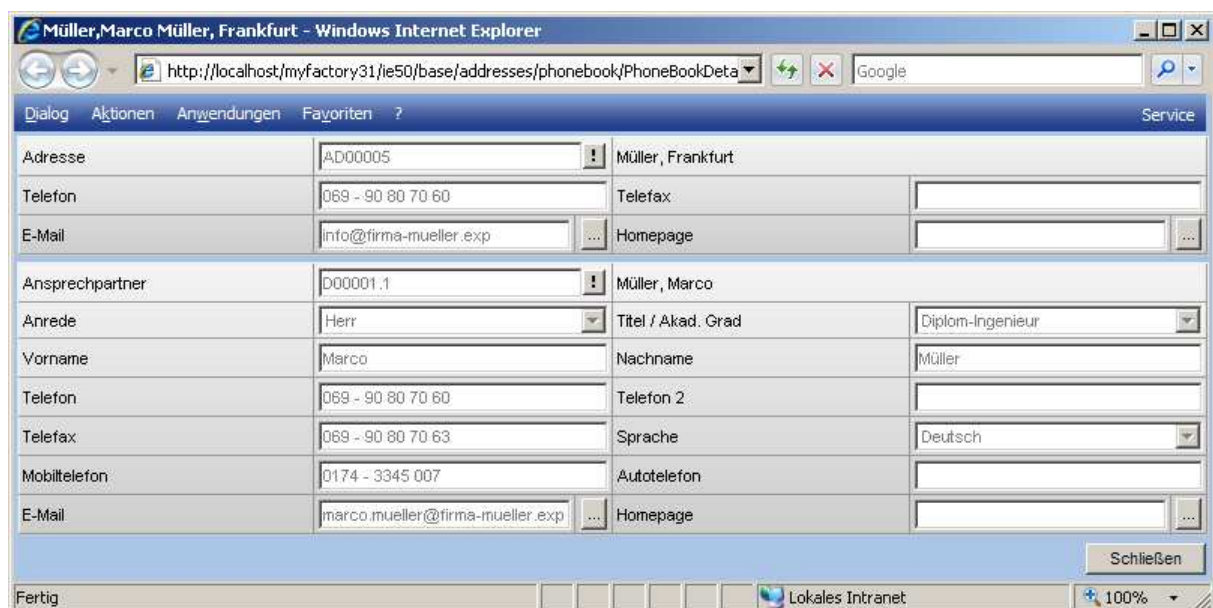 Müller,Marco Müller, Frankfurt - Windows Internet Explorer
http://localhost/myfactory31/ie50/base/addresses/phonebook/PhoneBookDeta Google
Dialog Aktionen Anwendungen Favoriten ? Service
Adresse AD00005 ! Müller, Frankfurt
Telefon 069 - 90 80 70 60 Telefax
E-Mail info@firma-mueller.exp ... Homepage ...
Ansprechpartner D00001.1 ! Müller, Marco
Anrede Herr Titel / Akad. Grad Diplom-Ingenieur
Vorname Marco Nachname Müller
Telefon 069 - 90 80 70 60 Telefon 2
Telefax 069 - 90 80 70 63 Sprache Deutsch
Mobiltelefon 0174 - 3345 007 Autotelefon
E-Mail marco.mueller@firma-mueller.exp ... Homepage ...
Schließen
Fertig Lokales Intranet 100%